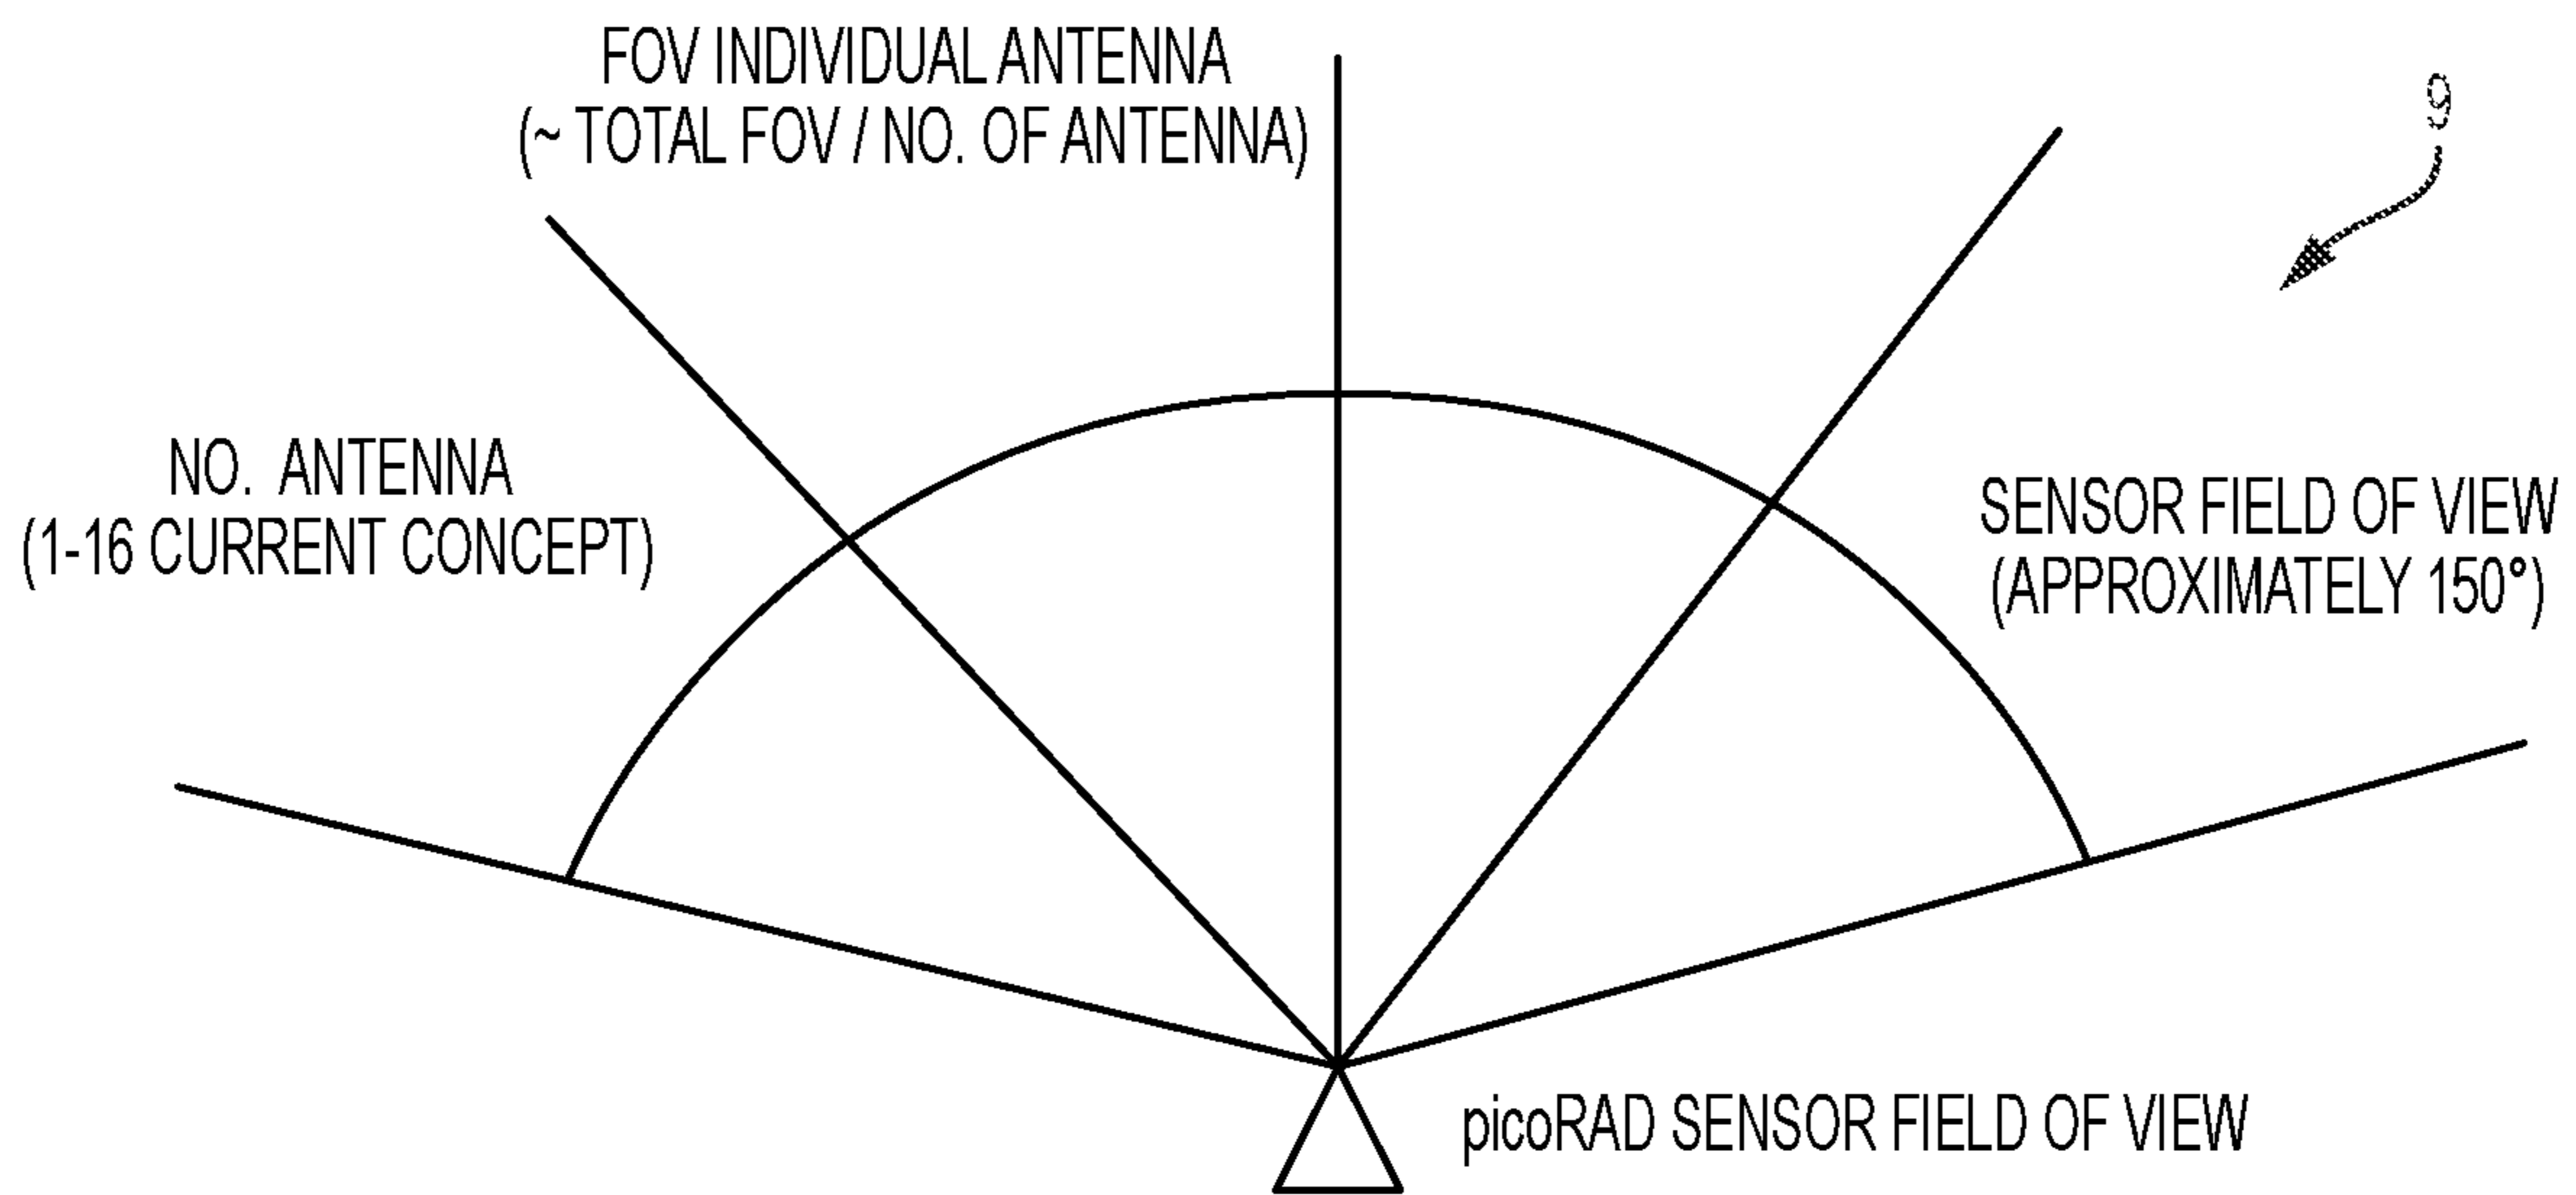 FOV INDIVIDUAL ANTENNA
(~ TOTAL FOV / NO. OF ANTENNA)
9
NO. ANTENNA
(1-16 CURRENT CONCEPT)
SENSOR FIELD OF VIEW
(APPROXIMATELY 150°)
picoRAD SENSOR FIELD OF VIEW